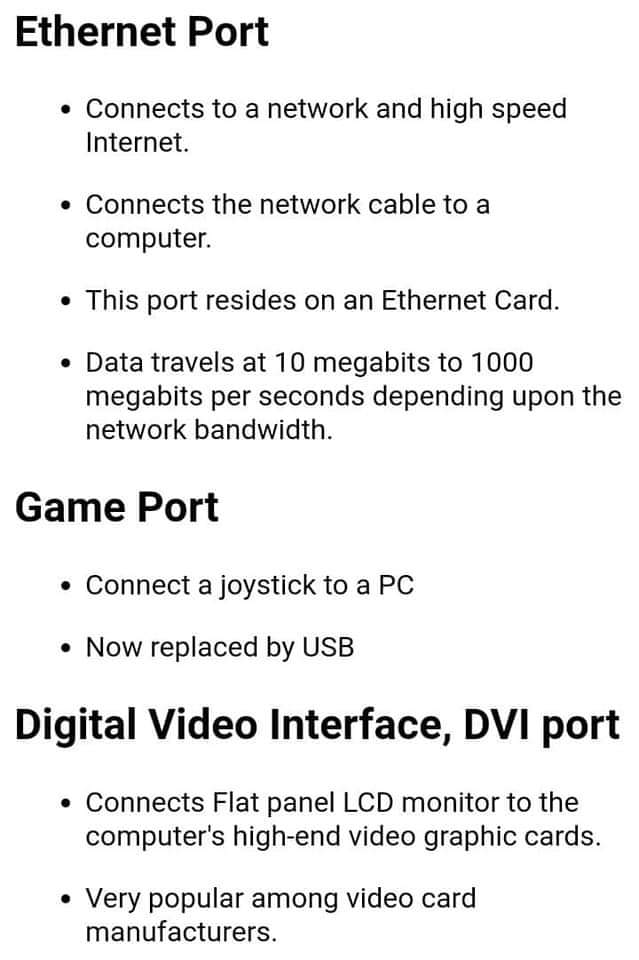 Ethernet Port
• Connects to a network and high speed
Internet.
• Connects the network cable to a
computer.
• This port resides on an Ethernet Card.
• Data travels at 10 megabits to 1000
megabits per seconds depending upon the
network bandwidth.
Game Port
• Connect a joystick to a PC
• Now replaced by USB
Digital Video Interface, DVI port
• Connects Flat panel LCD monitor to the
computer's high-end video graphic cards.
• Very popular among video card
manufacturers.